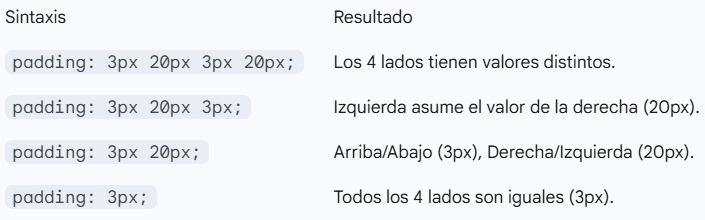 Sintaxis Resultado
padding: 3px 20px 3px 20px; Los 4 lados tienen valores distintos.
padding: 3px 20px 3px; Izquierda asume el valor de la derecha (20px).
padding: 3px 20px; Arriba/Abajo (3px), Derecha/Izquierda (20px).
padding: 3px; Todos los 4 lados son iguales (3px).